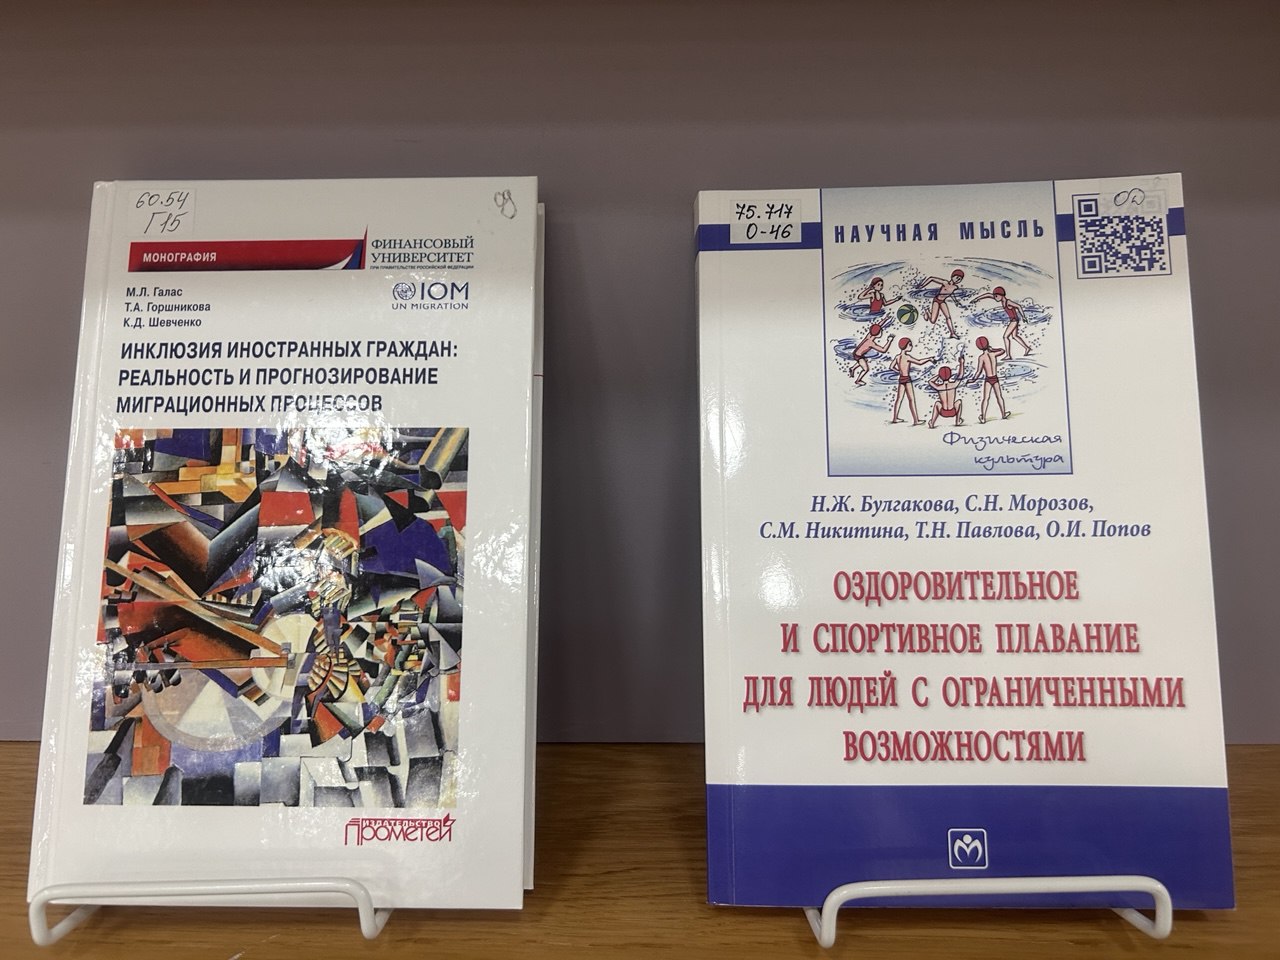 60.54
Г15
МОНОГРАФИЯ
ФИНАНСОВЫЙ
УНИВЕРСИТЕТ
ПРИ ПРАВИТЕЛЬСТВЕ РОССИЙСКОЙ ФЕДЕРАЦИИ
М.Л. Галас
Т.А. Горшникова
К.Д. Шевченко
IOM
UN MIGRATION
ИНКЛЮЗИЯ ИНОСТРАННЫХ ГРАЖДАН:
РЕАЛЬНОСТЬ И ПРОГНОЗИРОВАНИЕ
МИГРАЦИОННЫХ ПРОЦЕССОВ
ИЗДАТЕЛЬСТВО
Прометей
75.717
О-46
НАУЧНАЯ МЫСЛЬ
Физическая
культура
Н.Ж. Булгакова, С.Н. Морозов,
С.М. Никитина, Т.Н. Павлова, О.И. Попов
ОЗДОРОВИТЕЛЬНОЕ
И СПОРТИВНОЕ ПЛАВАНИЕ
ДЛЯ ЛЮДЕЙ С ОГРАНИЧЕННЫМИ
ВОЗМОЖНОСТЯМИ